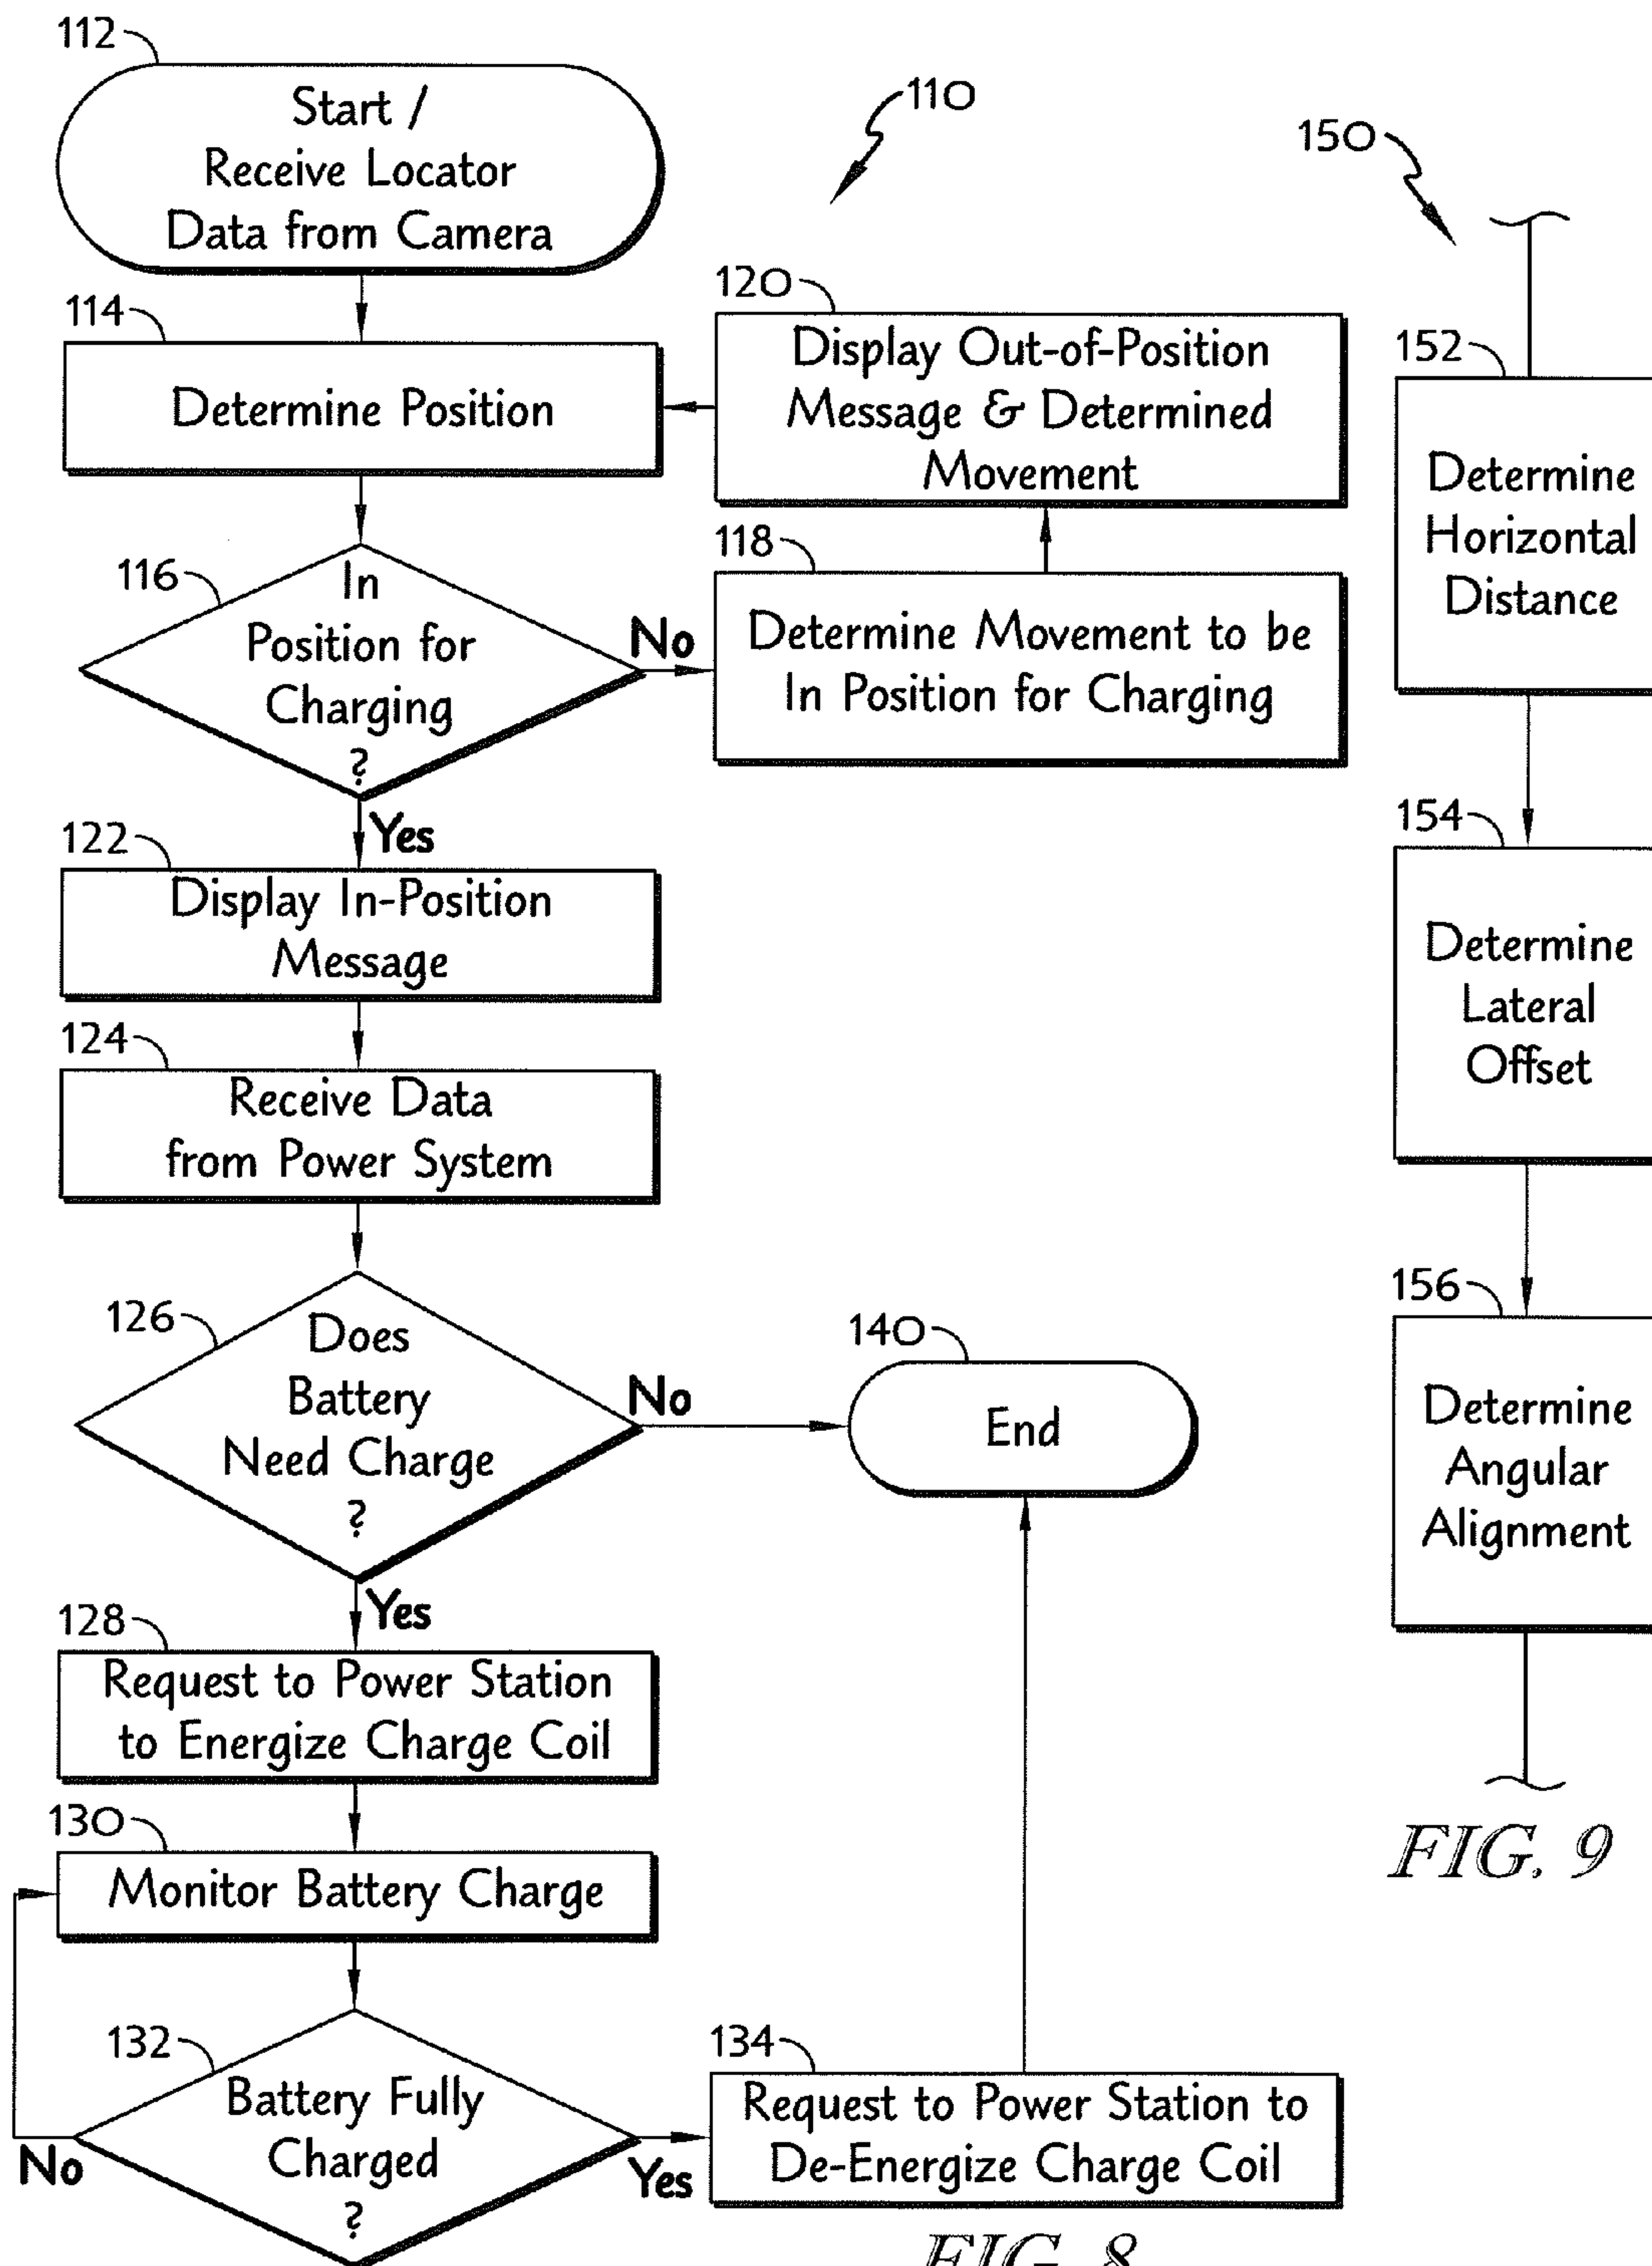 112
Start /
Receive Locator
Data from Camera
110
114
Determine Position
120
Display Out-of-Position
Message & Determined
Movement
116
In
Position for
Charging
?
No
118
Determine Movement to be
In Position for Charging
Yes
122
Display In-Position
Message
124
Receive Data
from Power System
126
Does
Battery
Need Charge
?
No
140
End
Yes
128
Request to Power Station
to Energize Charge Coil
130
Monitor Battery Charge
132
Battery Fully
Charged
?
No
Yes
134
Request to Power Station to
De-Energize Charge Coil
FIG. 8
150
152
Determine
Horizontal
Distance
154
Determine
Lateral
Offset
156
Determine
Angular
Alignment
FIG. 9